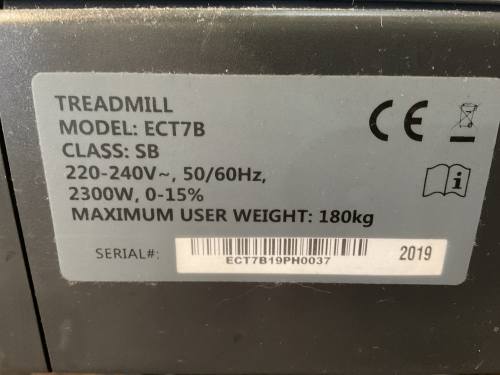 TREADMILL
MODEL: ECT7B
CLASS: SB
220-240V~, 50/60Hz,
2300W, 0-15%
MAXIMUM USER WEIGHT: 180kg
SERIAL#:
ECT7B19PH0037
2019
CE
i